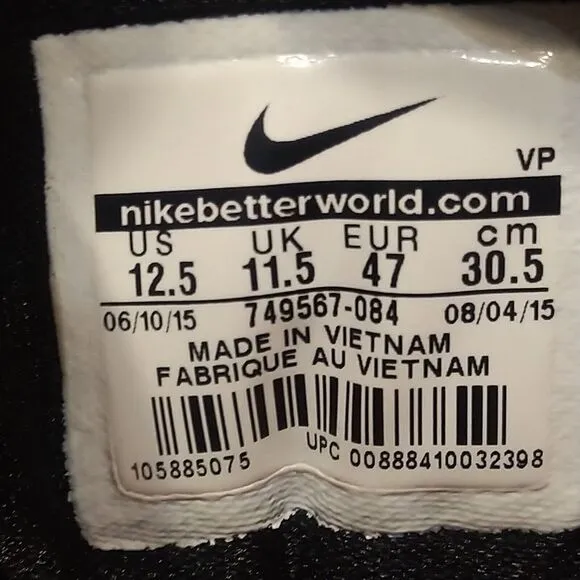 VP
nikebetterworld.com
US UK EUR cm
12.5 11.5 47 30.5
06/10/15 749567-084 08/04/15
MADE IN VIETNAM
FABRIQUE AU VIETNAM
105885075 UPC 00888410032398